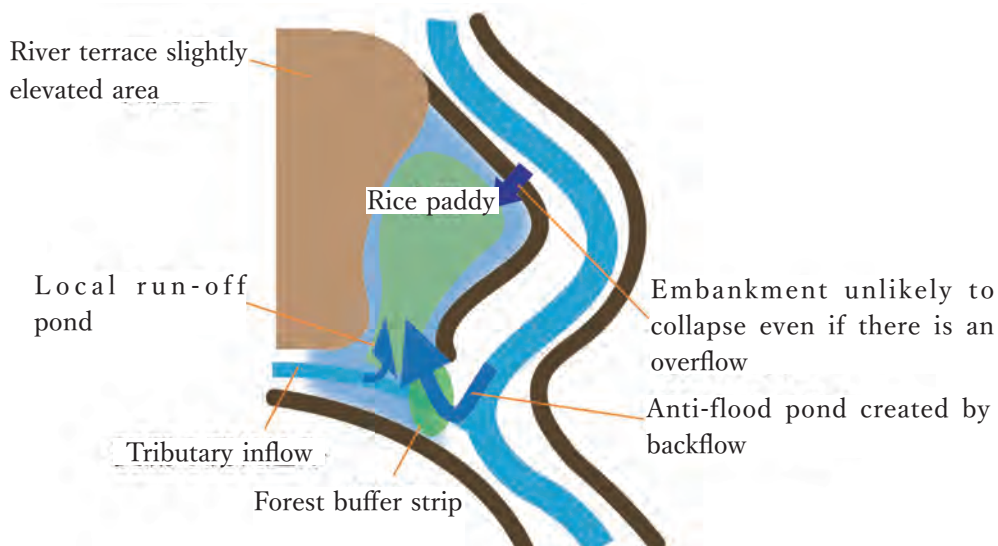 River terrace slightly
elevated area
Rice paddy
Local run-off
pond
Embankment unlikely to
collapse even if there is an
overflow
Anti-flood pond created by
backflow
Tributary inflow
Forest buffer strip